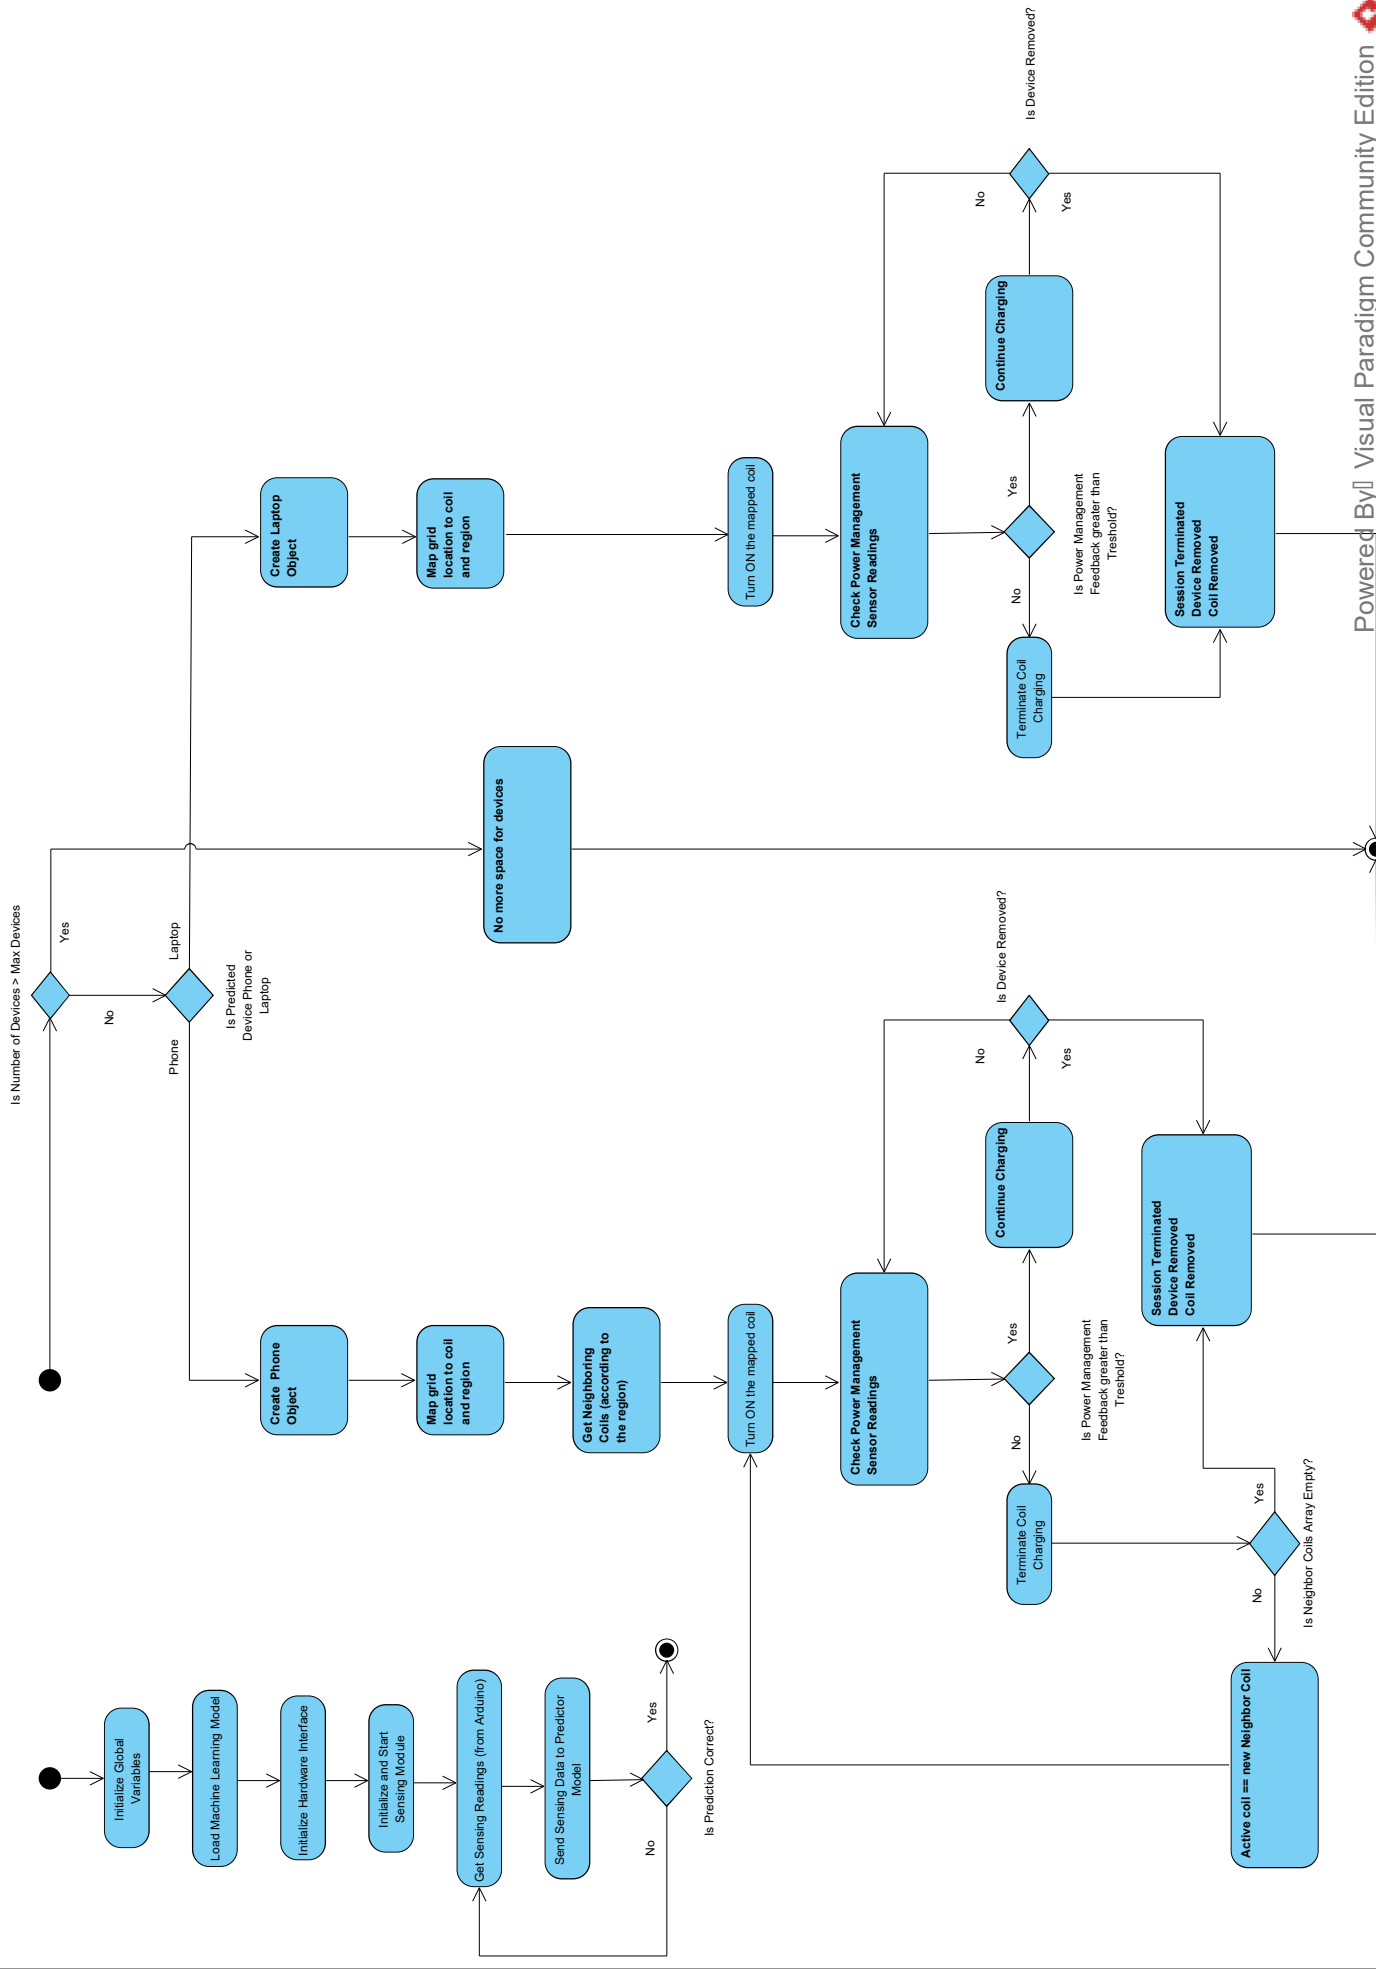 Initialize Global
Variables
Load Machine Learning Model
Initialize Hardware Interface
Initialize and Start
Sensing Module
Get Sensing Readings (from Arduino)
Send Sensing Data to Predictor
Model
No
Yes
Is Prediction Correct?
Is Number of Devices > Max Devices
Yes
No
Phone
Laptop
Is Predicted
Device Phone or
Laptop
Create  Phone
Object
Map grid
location to coil
and region
Get Neighboring
Coils (according to
the region)
Turn ON the mapped coil
Check Power Management
Sensor Readings
No
Yes
Is Power Management
Feedback greater than
Treshold?
Terminate Coil
Charging
Continue Charging
Is Device Removed?
No
Yes
Session Terminated
Device Removed
Coil Removed
No
Yes
Is Neighbor Coils Array Empty?
Active coil == new Neighbor Coil
No more space for devices
Create Laptop
Object
Map grid
location to coil
and region
Turn ON the mapped coil
Check Power Management
Sensor Readings
No
Yes
Is Power Management
Feedback greater than
Treshold?
Terminate Coil
Charging
Continue Charging
Is Device Removed?
No
Yes
Session Terminated
Device Removed
Coil Removed
Powered By Visual Paradigm Community Edition